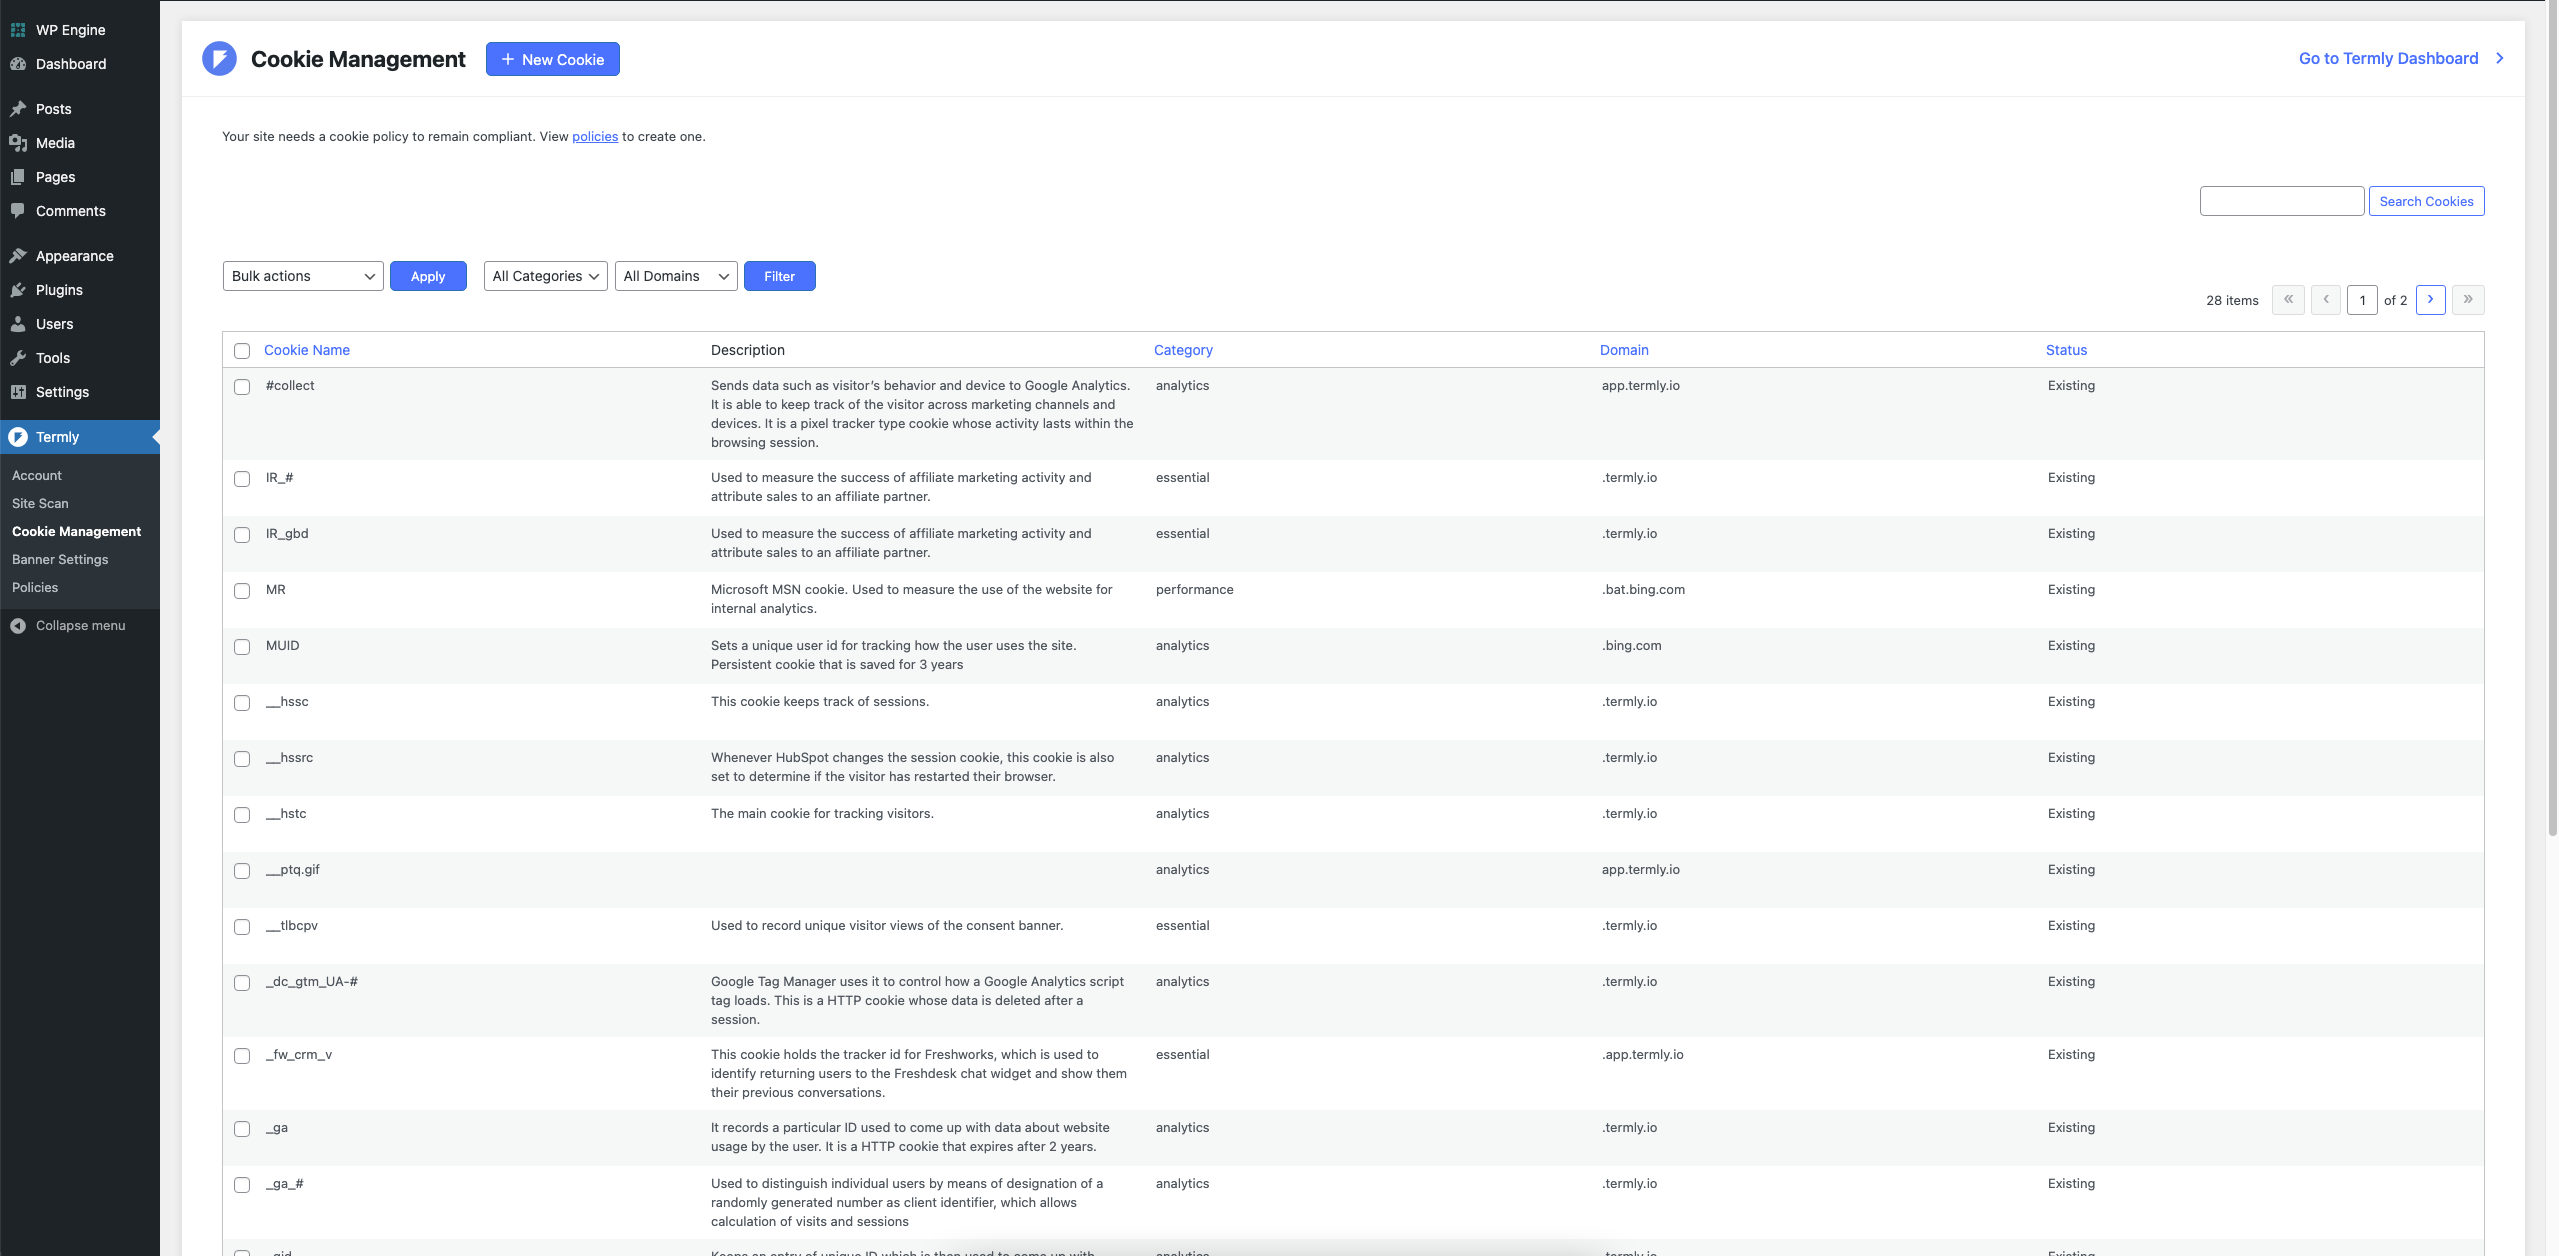 WP Engine
Dashboard
Posts
Media
Pages
Comments
Appearance
Plugins
Users
Tools
Settings
Termly
Account
Site Scan
Cookie Management
Banner Settings
Policies
Collapse menu
Cookie Management
+ New Cookie
Go to Termly Dashboard >
Your site needs a cookie policy to remain compliant. View policies to create one.
Search Cookies
Bulk actions
Apply
All Categories
All Domains
Filter
28 items « ‹ 1 of 2 › »
Cookie Name Description Category Domain Status
#collect Sends data such as visitor’s behavior and device to Google Analytics. analytics app.termly.io Existing
It is able to keep track of the visitor across marketing channels and
devices. It is a pixel tracker type cookie whose activity lasts within the
browsing session.
IR_# Used to measure the success of affiliate marketing activity and essential .termly.io Existing
attribute sales to an affiliate partner.
IR_gbd Used to measure the success of affiliate marketing activity and essential .termly.io Existing
attribute sales to an affiliate partner.
MR Microsoft MSN cookie. Used to measure the use of the website for performance .bat.bing.com Existing
internal analytics.
MUID Sets a unique user id for tracking how the user uses the site. analytics .bing.com Existing
Persistent cookie that is saved for 3 years
__hssc This cookie keeps track of sessions. analytics .termly.io Existing
__hssrc Whenever HubSpot changes the session cookie, this cookie is also analytics .termly.io Existing
set to determine if the visitor has restarted their browser.
__hstc The main cookie for tracking visitors. analytics .termly.io Existing
__ptq.gif analytics app.termly.io Existing
__tlbcpv Used to record unique visitor views of the consent banner. essential .termly.io Existing
_dc_gtm_UA-# Google Tag Manager uses it to control how a Google Analytics script analytics .termly.io Existing
tag loads. This is a HTTP cookie whose data is deleted after a
session.
_fw_crm_v This cookie holds the tracker id for Freshworks, which is used to essential .app.termly.io Existing
identify returning users to the Freshdesk chat widget and show them
their previous conversations.
_ga It records a particular ID used to come up with data about website analytics .termly.io Existing
usage by the user. It is a HTTP cookie that expires after 2 years.
_ga_# Used to distinguish individual users by means of designation of a analytics .termly.io Existing
randomly generated number as client identifier, which allows
calculation of visits and sessions
_gid Keeps an entry of unique ID which is then used to come up with analytics .termly.io Existing